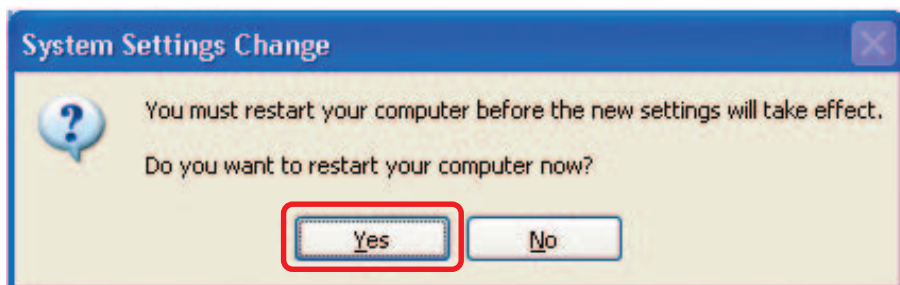 System Settings Change
You must restart your computer before the new settings will take effect.
Do you want to restart your computer now?
Yes
No